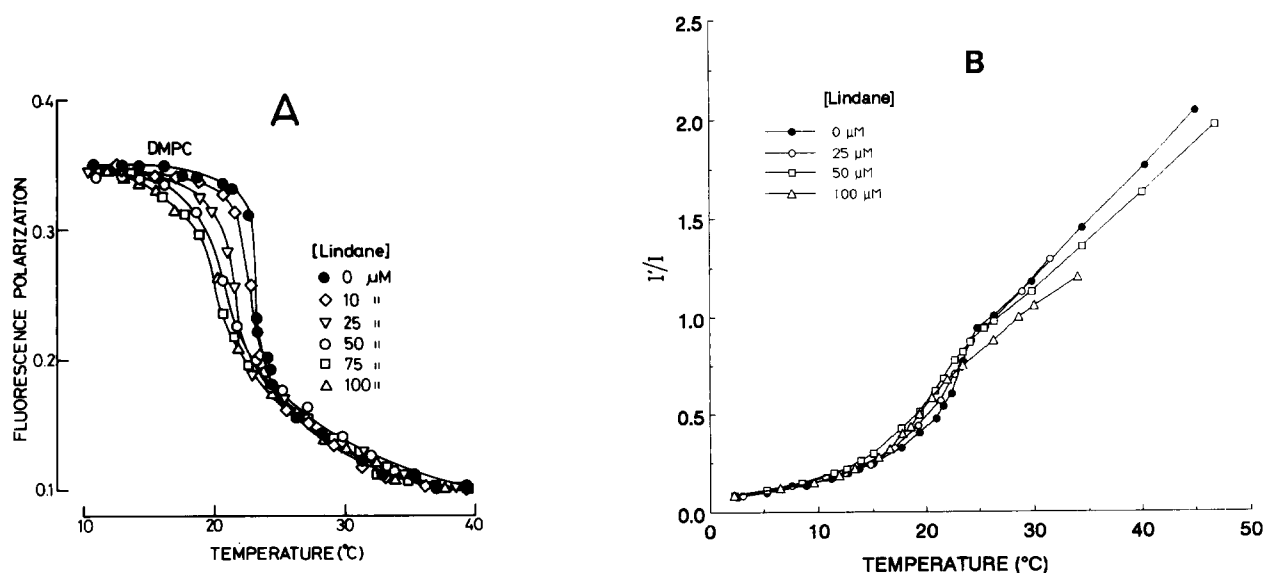 A
DMPC
FLUORESCENCE POLARIZATION
0.4
0.3
0.2
0.1
[Lindane]
0 µM
10 "
25 "
50 "
75 "
100 "
10 20 30 40
TEMPERATURE (°C)
B
I'/I
2.5
2.0
1.5
1.0
0.5
0.0
[Lindane]
0 µM
25 µM
50 µM
100 µM
0 10 20 30 40 50
TEMPERATURE (°C)